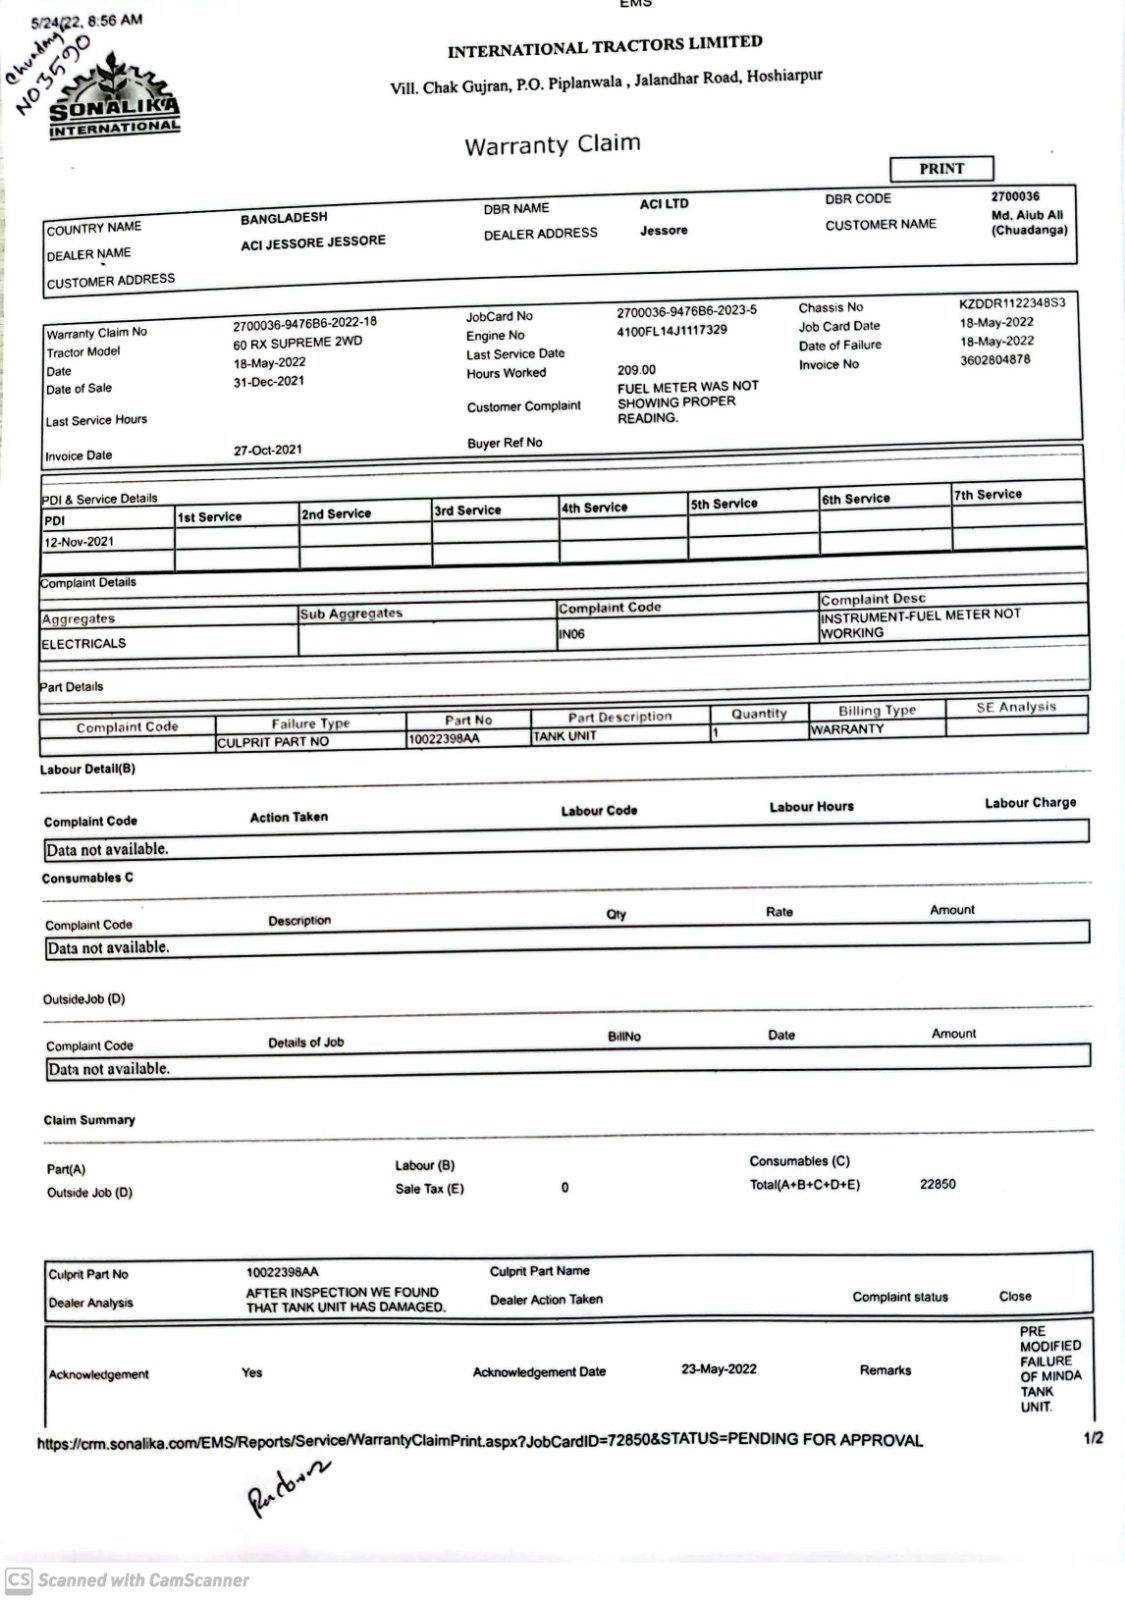 EMS
5/24/22, 8:56 AM
NO3590
SONALIKA
INTERNATIONAL
INTERNATIONAL TRACTORS LIMITED
Vill. Chak Gujran, P.O. Piplanwala , Jalandhar Road, Hoshiarpur
Warranty Claim
PRINT
COUNTRY NAME BANGLADESH DBR NAME ACI LTD DBR CODE 2700036
DEALER NAME ACI JESSORE JESSORE DEALER ADDRESS Jessore CUSTOMER NAME Md. Alub Ali
(Chuadanga)
CUSTOMER ADDRESS
Warranty Claim No 2700036-9476B6-2022-18 JobCard No 2700036-9476B6-2023-5 Chassis No KZDDR1122348S3
Tractor Model 60 RX SUPREME 2WD Engine No 4100FL14J1117329 Job Card Date 18-May-2022
Date 18-May-2022 Last Service Date Date of Failure 18-May-2022
Date of Sale 31-Dec-2021 Hours Worked 209.00 Invoice No 3602804878
Last Service Hours Customer Complaint FUEL METER WAS NOT
SHOWING PROPER
READING.
Invoice Date 27-Oct-2021 Buyer Ref No
PDI & Service Details
PDI 1st Service 2nd Service 3rd Service 4th Service 5th Service 6th Service 7th Service
12-Nov-2021
Complaint Details
Aggregates Sub Aggregates Complaint Code Complaint Desc
ELECTRICALS IN06 INSTRUMENT-FUEL METER NOT
WORKING
Part Details
Complaint Code Failure Type Part No Part Description Quantity Billing Type SE Analysis
CULPRIT PART NO 10022398AA TANK UNIT 1 WARRANTY
Labour Detail(B)
Complaint Code Action Taken Labour Code Labour Hours Labour Charge
Data not available.
Consumables C
Complaint Code Description Qty Rate Amount
Data not available.
OutsideJob (D)
Complaint Code Details of Job BillNo Date Amount
Data not available.
Claim Summary
Part(A) Labour (B) Consumables (C)
Outside Job (D) Sale Tax (E) 0 Total(A+B+C+D+E) 22850
Culprit Part No 10022398AA Culprit Part Name
Dealer Analysis AFTER INSPECTION WE FOUND
THAT TANK UNIT HAS DAMAGED. Dealer Action Taken Complaint status Close
Acknowledgement Yes Acknowledgement Date 23-May-2022 Remarks PRE
MODIFIED
FAILURE
OF MINDA
TANK
UNIT.
https://crm.sonalika.com/EMS/Reports/Service/WarrantyClaimPrint.aspx?JobCardID=72850&STATUS=PENDING FOR APPROVAL 1/2
CS Scanned with CamScanner